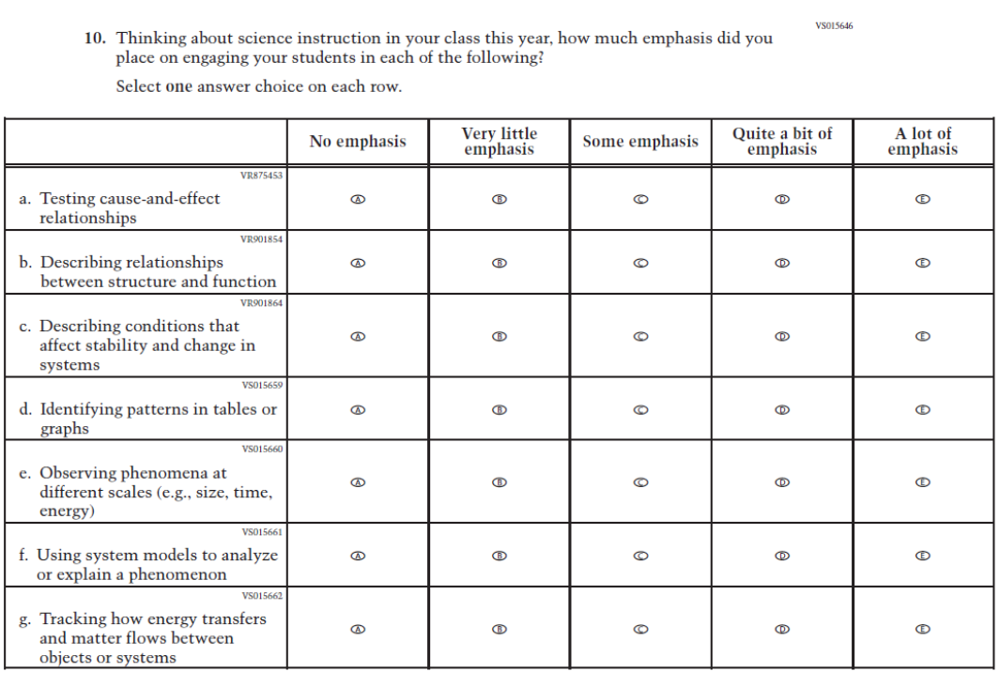 VS015646
10. Thinking about science instruction in your class this year, how much emphasis did you
place on engaging your students in each of the following?
Select one answer choice on each row.
No emphasis
Very little
emphasis
Some emphasis
Quite a bit of
emphasis
A lot of
emphasis
VR875453
a. Testing cause-and-effect
relationships
A B C D E
VR901854
b. Describing relationships
between structure and function
A B C D E
VR901864
c. Describing conditions that
affect stability and change in
systems
A B C D E
VS015659
d. Identifying patterns in tables or
graphs
A B C D E
VS015660
e. Observing phenomena at
different scales (e.g., size, time,
energy)
A B C D E
VS015661
f. Using system models to analyze
or explain a phenomenon
A B C D E
VS015662
g. Tracking how energy transfers
and matter flows between
objects or systems
A B C D E